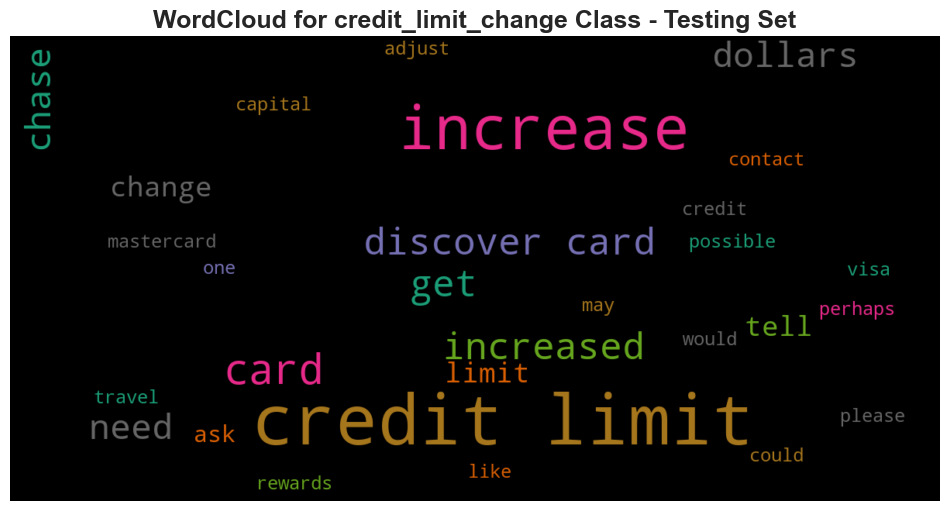 WordCloud for credit_limit_change Class - Testing Set
adjust
dollars
chase
capital
increase
contact
change
credit
mastercard
discover card
possible
one
get
visa
may
perhaps
tell
increased
would
card
limit
travel
need
ask
credit limit
please
could
like
rewards